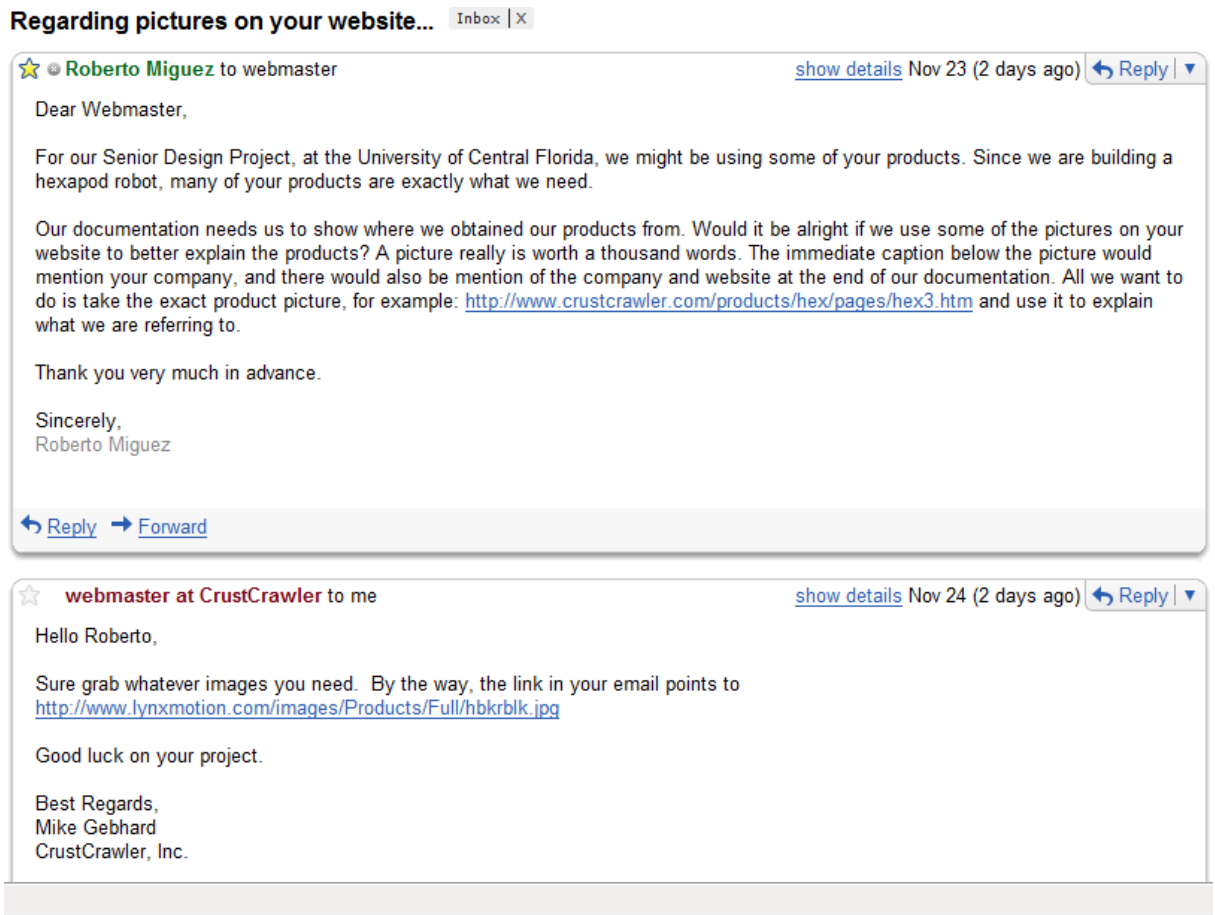 Regarding pictures on your website... Inbox | X
Roberto Miguez to webmaster show details Nov 23 (2 days ago) Reply
Dear Webmaster,
For our Senior Design Project, at the University of Central Florida, we might be using some of your products. Since we are building a
hexapod robot, many of your products are exactly what we need.
Our documentation needs us to show where we obtained our products from. Would it be alright if we use some of the pictures on your
website to better explain the products? A picture really is worth a thousand words. The immediate caption below the picture would
mention your company, and there would also be mention of the company and website at the end of our documentation. All we want to
do is take the exact product picture, for example: http://www.crustcrawler.com/products/hex/pages/hex3.htm and use it to explain
what we are referring to.
Thank you very much in advance.
Sincerely,
Roberto Miguez
Reply Forward
webmaster at CrustCrawler to me show details Nov 24 (2 days ago) Reply
Hello Roberto,
Sure grab whatever images you need.  By the way, the link in your email points to
http://www.lynxmotion.com/images/Products/Full/hbkrblk.jpg
Good luck on your project.
Best Regards,
Mike Gebhard
CrustCrawler, Inc.